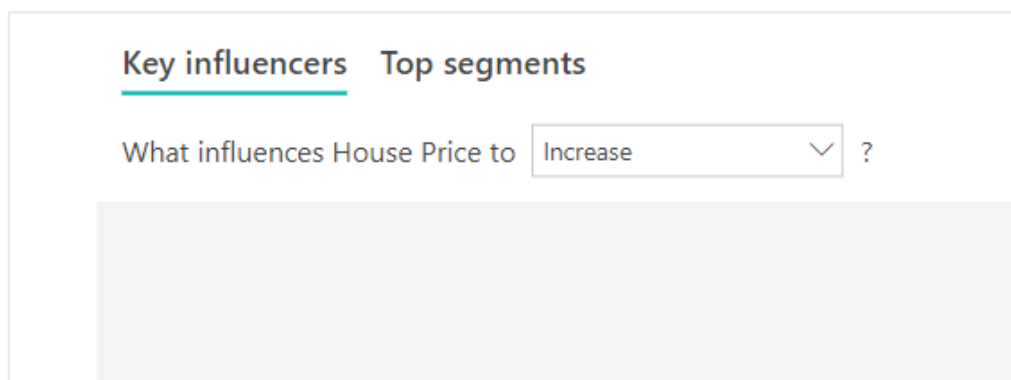 Key influencers Top segments
What influences House Price to Increase ?